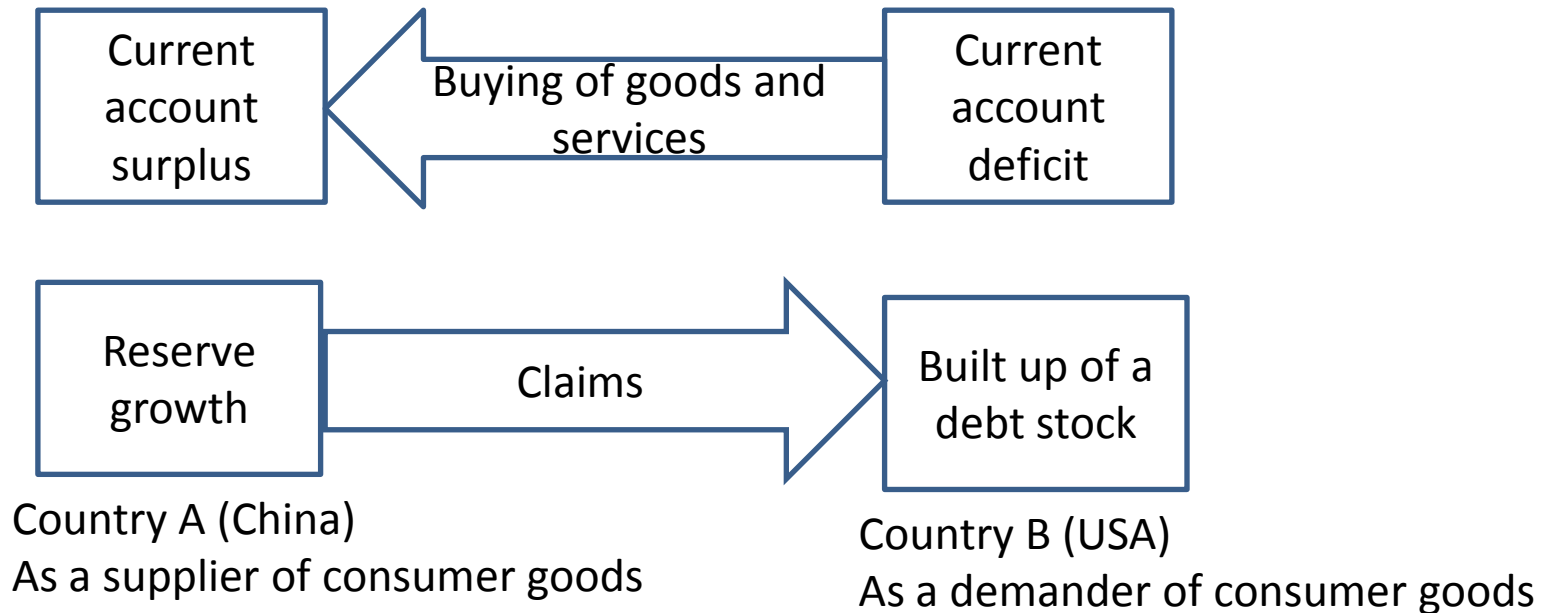 Current
account
surplus
Buying of goods and
services
Current
account
deficit
Reserve
growth
Claims
Built up of a
debt stock
Country A (China)
As a supplier of consumer goods
Country B (USA)
As a demander of consumer goods